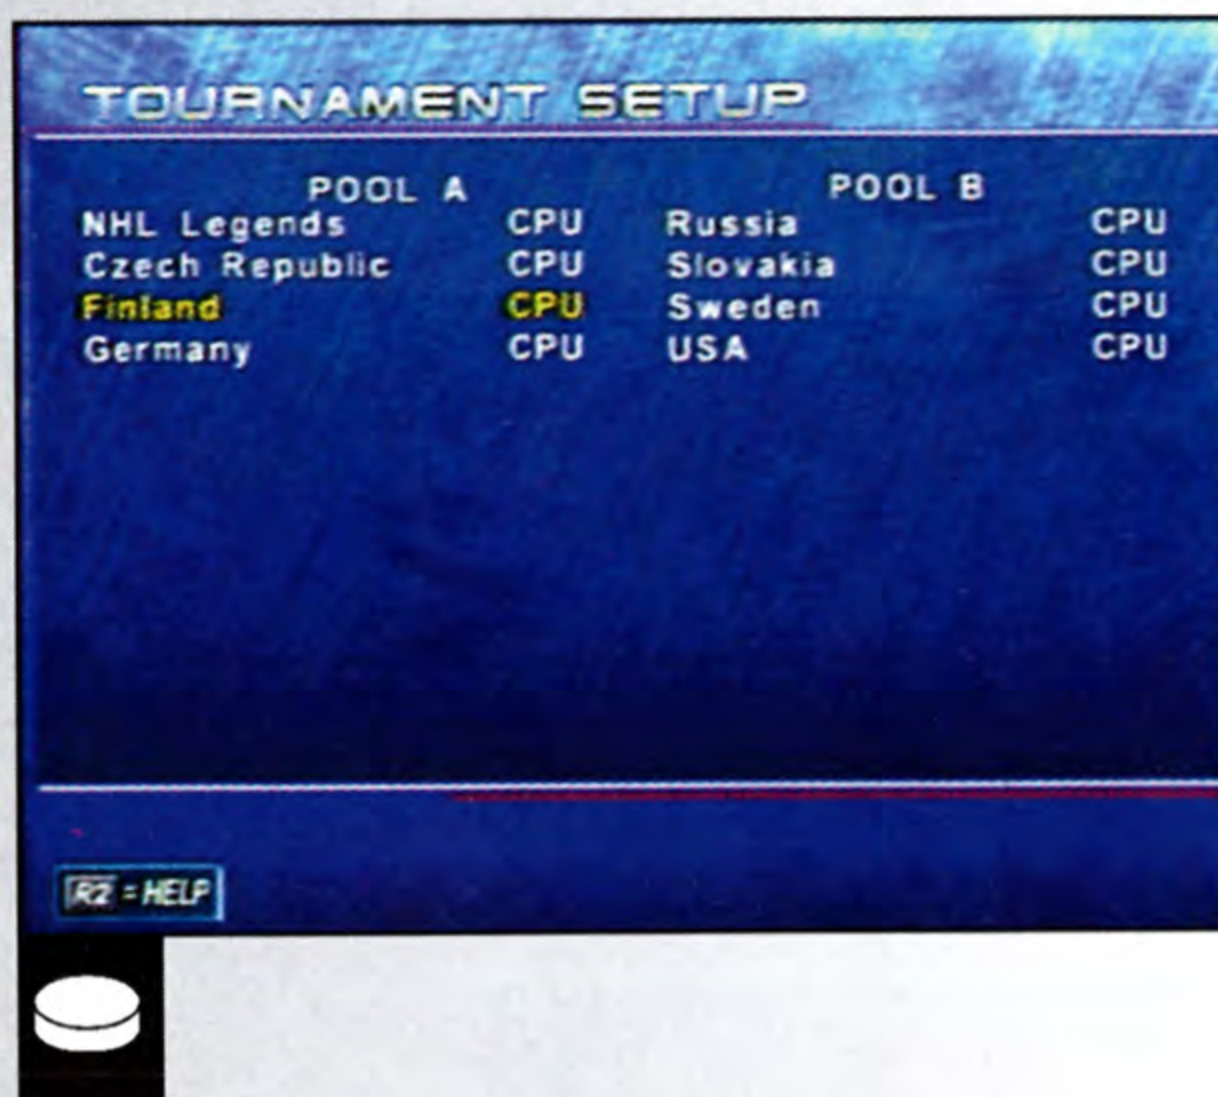 TOURNAMENT SETUP
POOL A POOL B
NHL Legends CPU Russia CPU
Czech Republic CPU Slovakia CPU
Finland CPU Sweden CPU
Germany CPU USA CPU
R2 = HELP